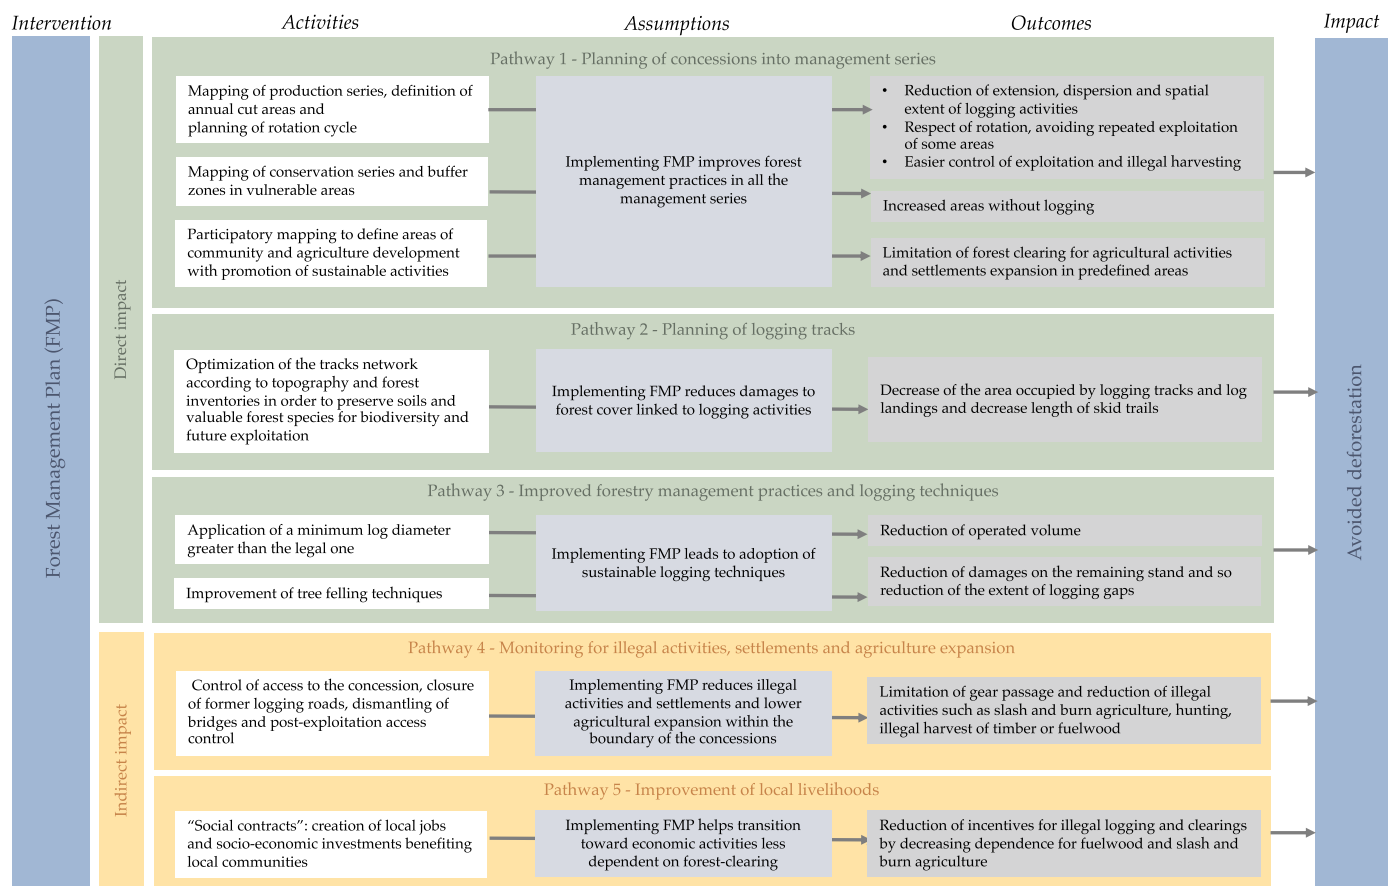 Intervention
Activities
Assumptions
Outcomes
Impact
Forest Management Plan (FMP)
Direct impact
Pathway 1 - Planning of concessions into management series
Mapping of production series, definition of
annual cut areas and
planning of rotation cycle
Mapping of conservation series and buffer
zones in vulnerable areas
Participatory mapping to define areas of
community and agriculture development
with promotion of sustainable activities
Implementing FMP improves forest
management practices in all the
management series
• Reduction of extension, dispersion and spatial
extent of logging activities
• Respect of rotation, avoiding repeated exploitation
of some areas
• Easier control of exploitation and illegal harvesting
Increased areas without logging
Limitation of forest clearing for agricultural activities
and settlements expansion in predefined areas
Pathway 2 - Planning of logging tracks
Optimization of the tracks network
according to topography and forest
inventories in order to preserve soils and
valuable forest species for biodiversity and
future exploitation
Implementing FMP reduces damages to
forest cover linked to logging activities
Decrease of the area occupied by logging tracks and log
landings and decrease length of skid trails
Pathway 3 - Improved forestry management practices and logging techniques
Application of a minimum log diameter
greater than the legal one
Improvement of tree felling techniques
Implementing FMP leads to adoption of
sustainable logging techniques
Reduction of operated volume
Reduction of damages on the remaining stand and so
reduction of the extent of logging gaps
Indirect impact
Pathway 4 - Monitoring for illegal activities, settlements and agriculture expansion
Control of access to the concession, closure
of former logging roads, dismantling of
bridges and post-exploitation access
control
Implementing FMP reduces illegal
activities and settlements and lower
agricultural expansion within the
boundary of the concessions
Limitation of gear passage and reduction of illegal
activities such as slash and burn agriculture, hunting,
illegal harvest of timber or fuelwood
Pathway 5 - Improvement of local livelihoods
“Social contracts”: creation of local jobs
and socio-economic investments benefiting
local communities
Implementing FMP helps transition
toward economic activities less
dependent on forest-clearing
Reduction of incentives for illegal logging and clearings
by decreasing dependence for fuelwood and slash and
burn agriculture
Avoided deforestation